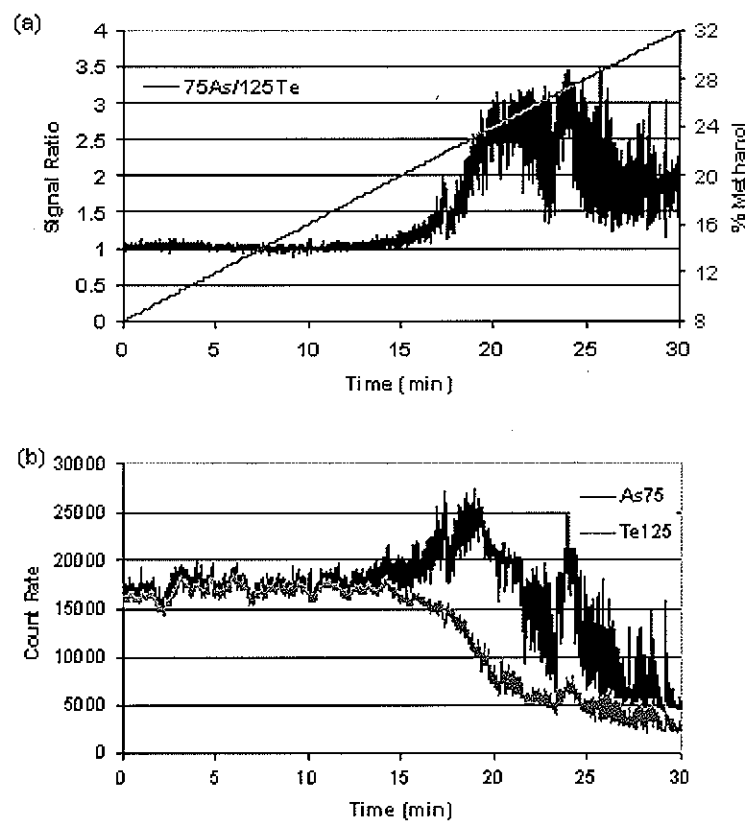 (a)
4
3.5
3
2.5
2
1.5
1
0.5
0
Signal Ratio
75As/125Te
32
28
24
20
16
12
8
% Methanol
0 5 10 15 20 25 30
Time (min)
(b)
30000
25000
20000
15000
10000
5000
0
Count Rate
As75
Te125
0 5 10 15 20 25 30
Time (min)